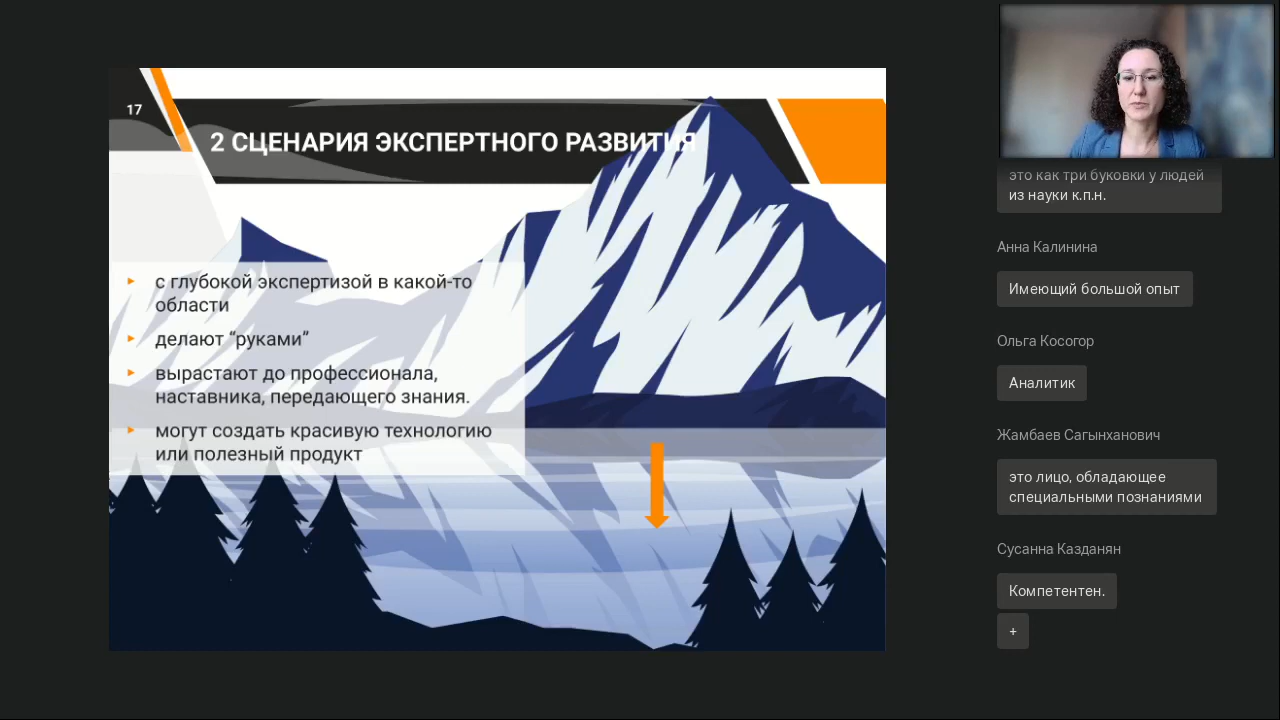 17
2 СЦЕНАРИЯ ЭКСПЕРТНОГО РАЗВИТИЯ
с глубокой экспертизой в какой-то
области
делают “руками”
вырастают до профессионала,
наставника, передающего знания.
могут создать красивую технологию
или полезный продукт
это как три буковки у людей
из науки к.п.н.
Анна Калинина
Имеющий большой опыт
Ольга Косогор
Аналитик
Жамбаев Сагынханович
это лицо, обладающее
специальными познаниями
Сусанна Казданян
Компетентен.
+